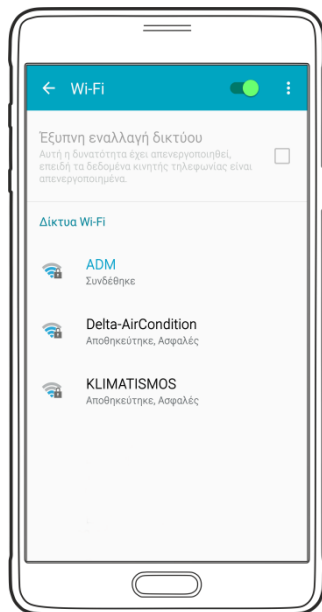 Wi-Fi
Έξυπνη εναλλαγή δικτύου
Αυτή η δυνατότητα έχει απενεργοποιηθεί,
επειδή τα δεδομένα κινητής τηλεφωνίας είναι
απενεργοποιημένα.
Δίκτυα Wi-Fi
ADM
Συνδέθηκε
Delta-AirCondition
Αποθηκεύτηκε, Ασφαλές
KLIMATISMOS
Αποθηκεύτηκε, Ασφαλές